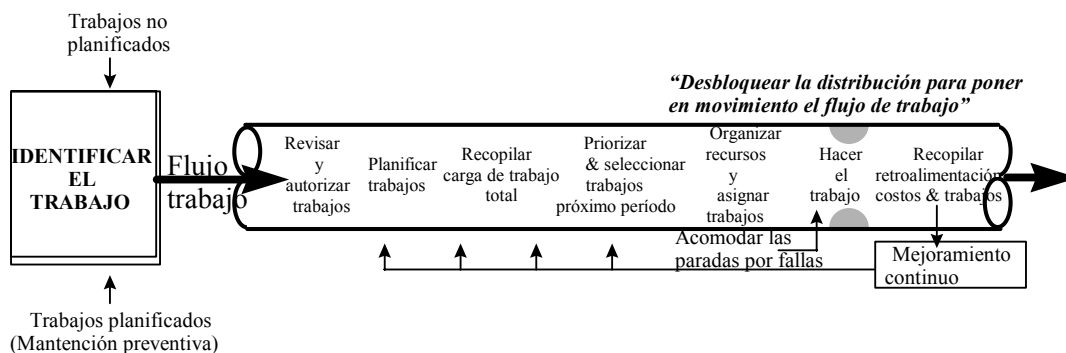 Trabajos no
planificados
IDENTIFICAR
EL
TRABAJO
Trabajos planificados
(Mantención preventiva)
Flujo
trabajo
“Desbloquear la distribución para poner
en movimiento el flujo de trabajo”
Revisar
y
autorizar
trabajos
Planificar
trabajos
Recopilar
carga de trabajo
total
Priorizar
& seleccionar
trabajos
próximo período
Organizar
recursos
y
asignar
trabajos
Hacer
el
trabajo
Recopilar
retroalimentación
costos & trabajos
Acomodar las
paradas por fallas
Mejoramiento
continuo